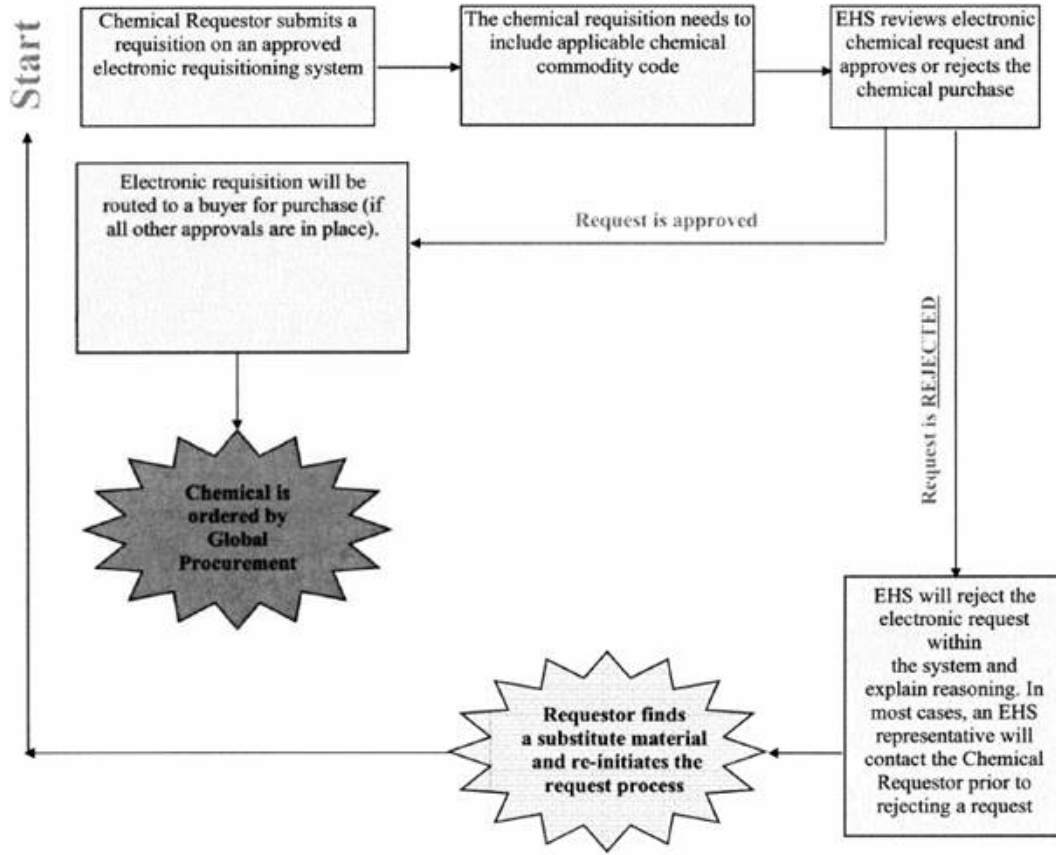 Start
Chemical Requestor submits a
requisition on an approved
electronic requisitioning system
The chemical requisition needs to
include applicable chemical
commodity code
EHS reviews electronic
chemical request and
approves or rejects the
chemical purchase
Electronic requisition will be
routed to a buyer for purchase (if
all other approvals are in place).
Request is approved
Request is REJECTED
Chemical is
ordered by
Global
Procurement
EHS will reject the
electronic request
within
the system and
explain reasoning. In
most cases, an EHS
representative will
contact the Chemical
Requestor prior to
rejecting a request
Requestor finds
a substitute material
and re-initiates the
request process